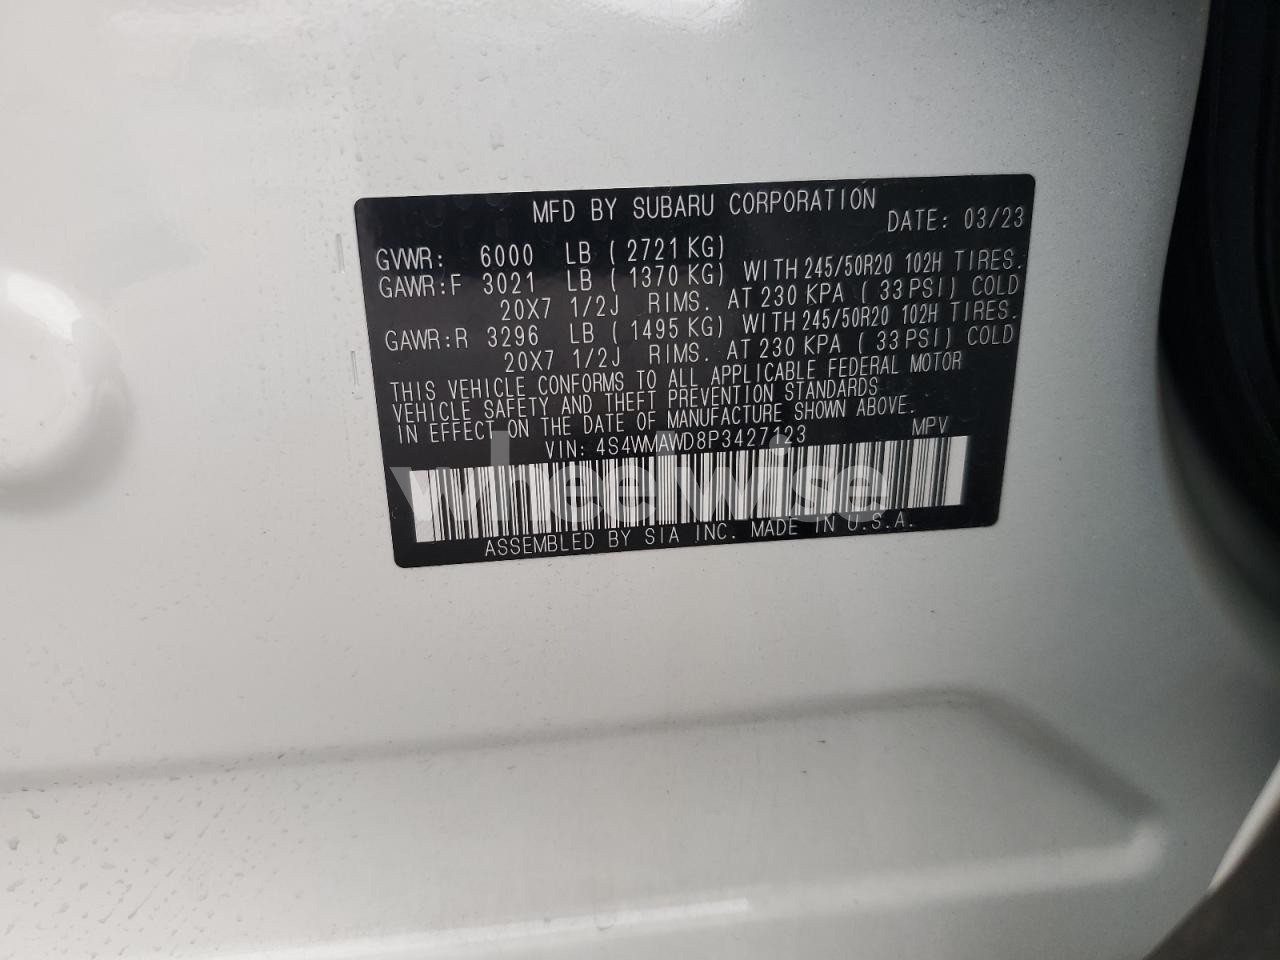 MFD BY SUBARU CORPORATION
DATE: 03/23
GVWR: 6000 LB ( 2721 KG)
GAWR:F 3021 LB ( 1370 KG) WITH 245/50R20 102H TIRES.
20X7 1/2J RIMS. AT 230 KPA ( 33 PSI) COLD
GAWR:R 3296 LB ( 1495 KG) WITH 245/50R20 102H TIRES.
20X7 1/2J RIMS. AT 230 KPA ( 33 PSI) COLD
THIS VEHICLE CONFORMS TO ALL APPLICABLE FEDERAL MOTOR
VEHICLE SAFETY AND THEFT PREVENTION STANDARDS
IN EFFECT ON THE DATE OF MANUFACTURE SHOWN ABOVE.
VIN: 4S4WMAWD8P3427123 MPV
wheelwise
ASSEMBLED BY SIA INC. MADE IN U.S.A.